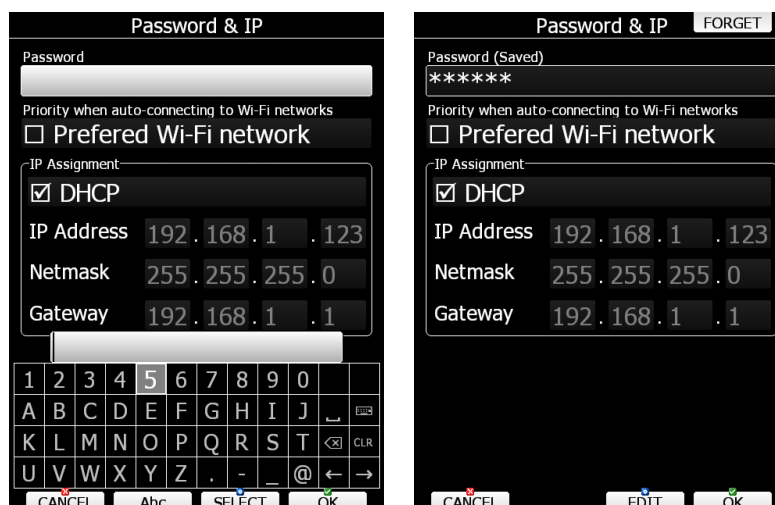 Password & IP
Password
Priority when auto-connecting to Wi-Fi networks
Prefered Wi-Fi network
IP Assignment
DHCP
IP Address 192 . 168 . 1 . 123
Netmask 255 . 255 . 255 . 0
Gateway 192 . 168 . 1 . 1
1 2 3 4 5 6 7 8 9 0
A B C D E F G H I J
K L M N O P Q R S T CLR
U V W X Y Z . - _ @ ← →
CANCEL Abc SELECT OK
Password & IP FORGET
Password (Saved)
******
Priority when auto-connecting to Wi-Fi networks
Prefered Wi-Fi network
IP Assignment
DHCP
IP Address 192 . 168 . 1 . 123
Netmask 255 . 255 . 255 . 0
Gateway 192 . 168 . 1 . 1
CANCEL EDIT OK